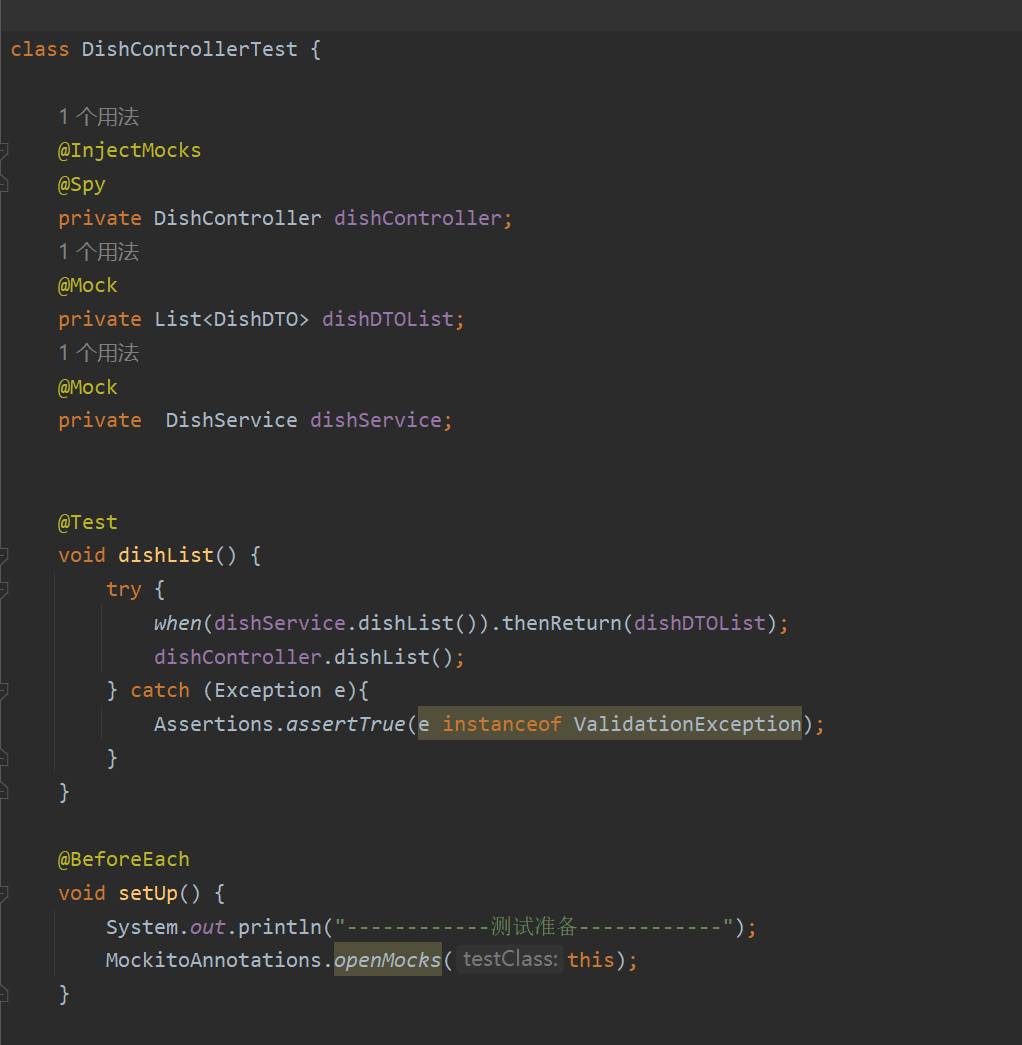 class DishControllerTest {
1 个用法
@InjectMocks
@Spy
private DishController dishController;
1 个用法
@Mock
private List<DishDTO> dishDTOList;
1 个用法
@Mock
private  DishService dishService;
@Test
void dishList() {
try {
when(dishService.dishList()).thenReturn(dishDTOList);
dishController.dishList();
} catch (Exception e){
Assertions.assertTrue(e instanceof ValidationException);
}
}
@BeforeEach
void setUp() {
System.out.println("------------测试准备------------");
MockitoAnnotations.openMocks( testClass: this);
}